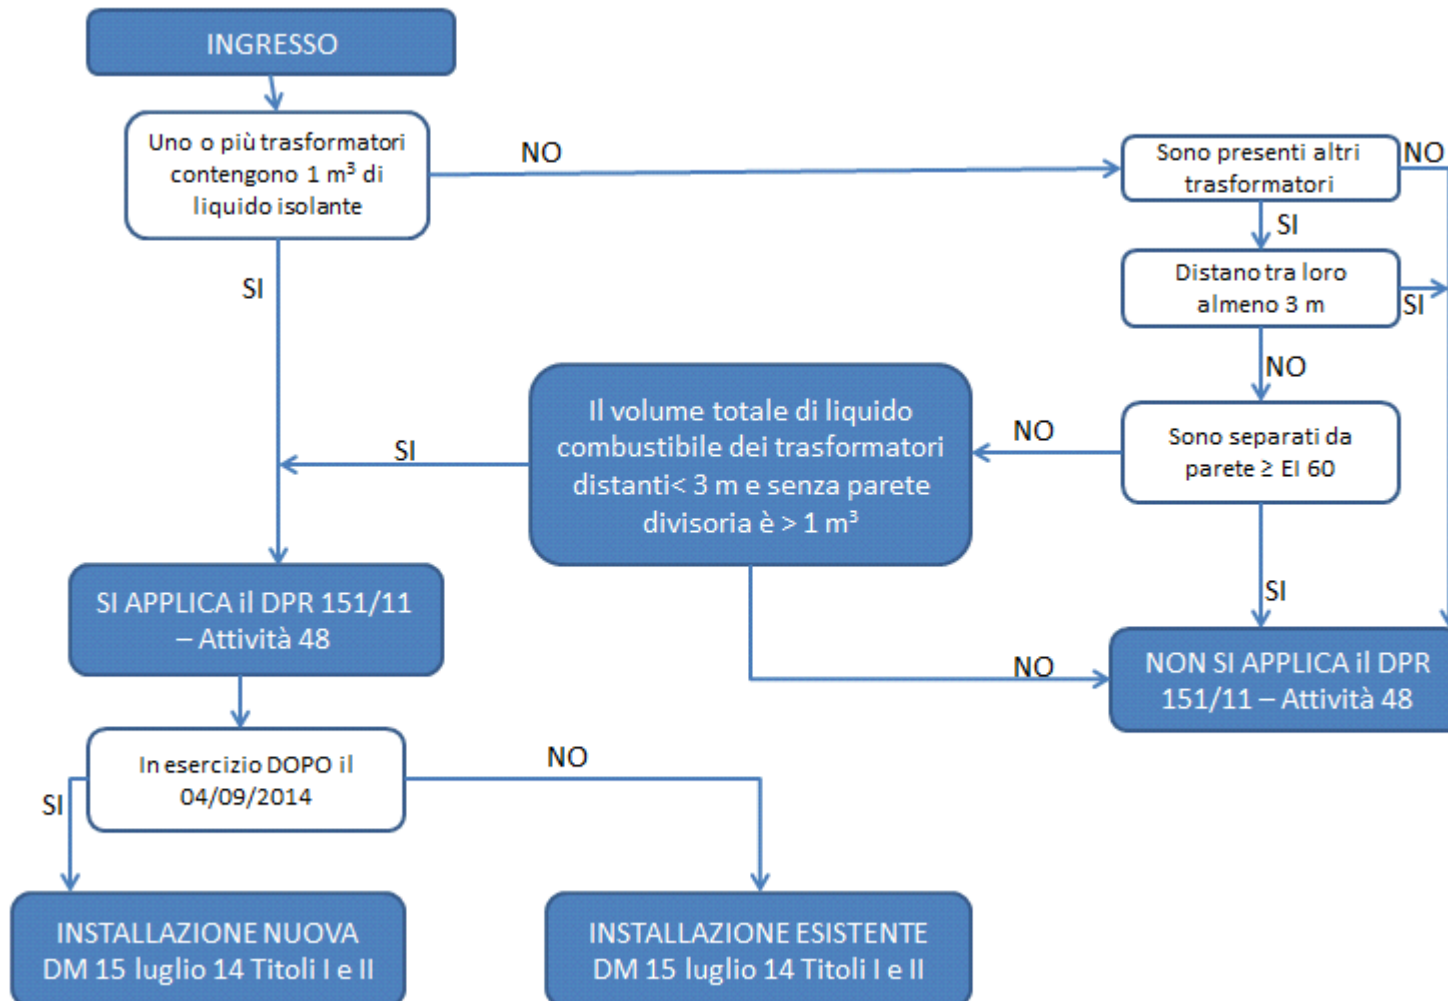 INGRESSO
Uno o più trasformatori
contengono 1 m³ di
liquido isolante
NO
Sono presenti altri
trasformatori
NO
SI
SI
Distano tra loro
almeno 3 m
SI
NO
Il volume totale di liquido
combustibile dei trasformatori
distanti< 3 m e senza parete
divisoria è > 1 m³
NO
SI
Sono separati da
parete ≥ EI 60
SI
SI APPLICA il DPR 151/11
– Attività 48
NO
NON SI APPLICA il DPR
151/11 – Attività 48
In esercizio DOPO il
04/09/2014
NO
SI
INSTALLAZIONE NUOVA
DM 15 luglio 14 Titoli I e II
INSTALLAZIONE ESISTENTE
DM 15 luglio 14 Titoli I e II